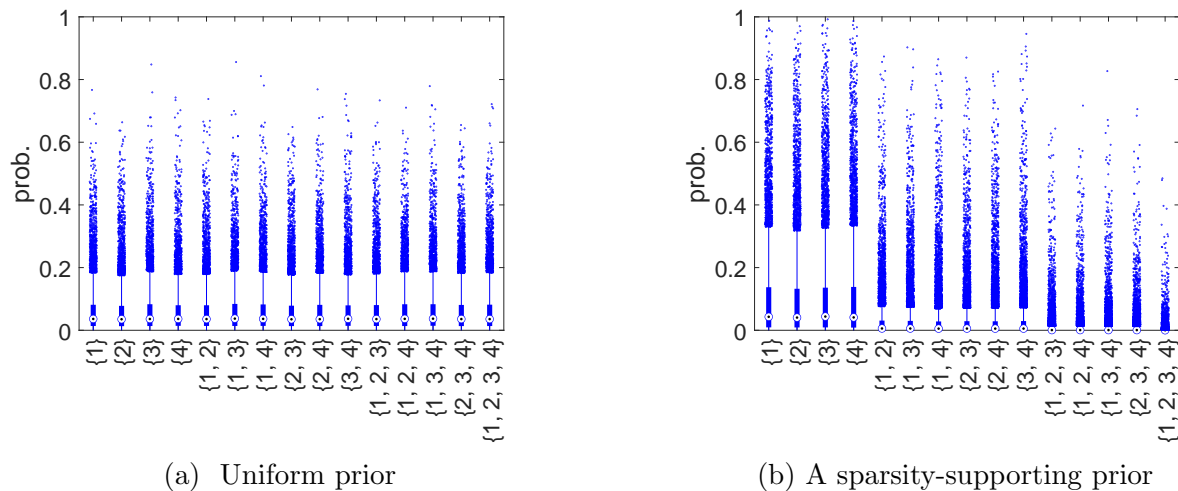 1
0.8
0.6
0.4
0.2
0
prob.
{1}
{2}
{3}
{4}
{1, 2}
{1, 3}
{1, 4}
{2, 3}
{2, 4}
{3, 4}
{1, 2, 3}
{1, 2, 4}
{1, 3, 4}
{2, 3, 4}
{1, 2, 3, 4}
(a) Uniform prior
1
0.8
0.6
0.4
0.2
0
prob.
{1}
{2}
{3}
{4}
{1, 2}
{1, 3}
{1, 4}
{2, 3}
{2, 4}
{3, 4}
{1, 2, 3}
{1, 2, 4}
{1, 3, 4}
{2, 3, 4}
{1, 2, 3, 4}
(b) A sparsity-supporting prior